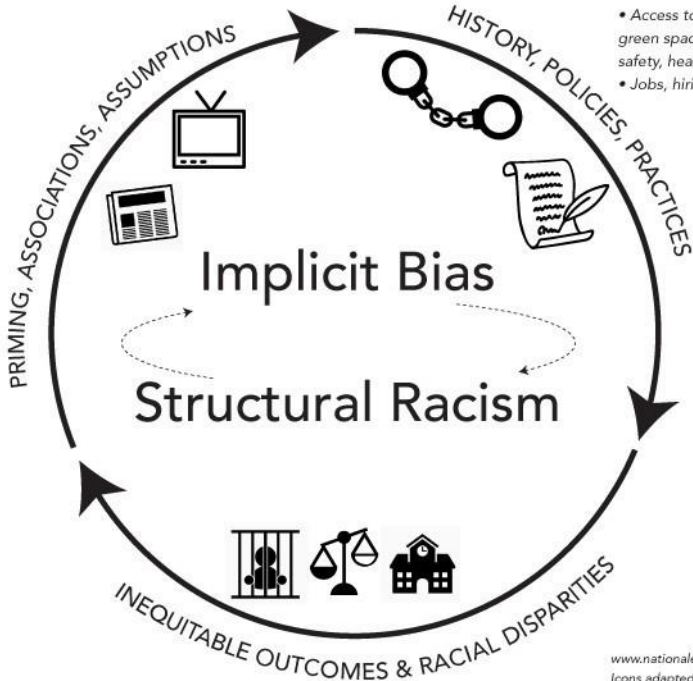 PRIMING, ASSOCIATIONS, ASSUMPTIONS
HISTORY, POLICIES, PRACTICES
• Access to
green spac
safety, hea
• Jobs, hiri
Implicit Bias
Structural Racism
INEQUITABLE OUTCOMES & RACIAL DISPARITIES
www.nationale
Icons adapted